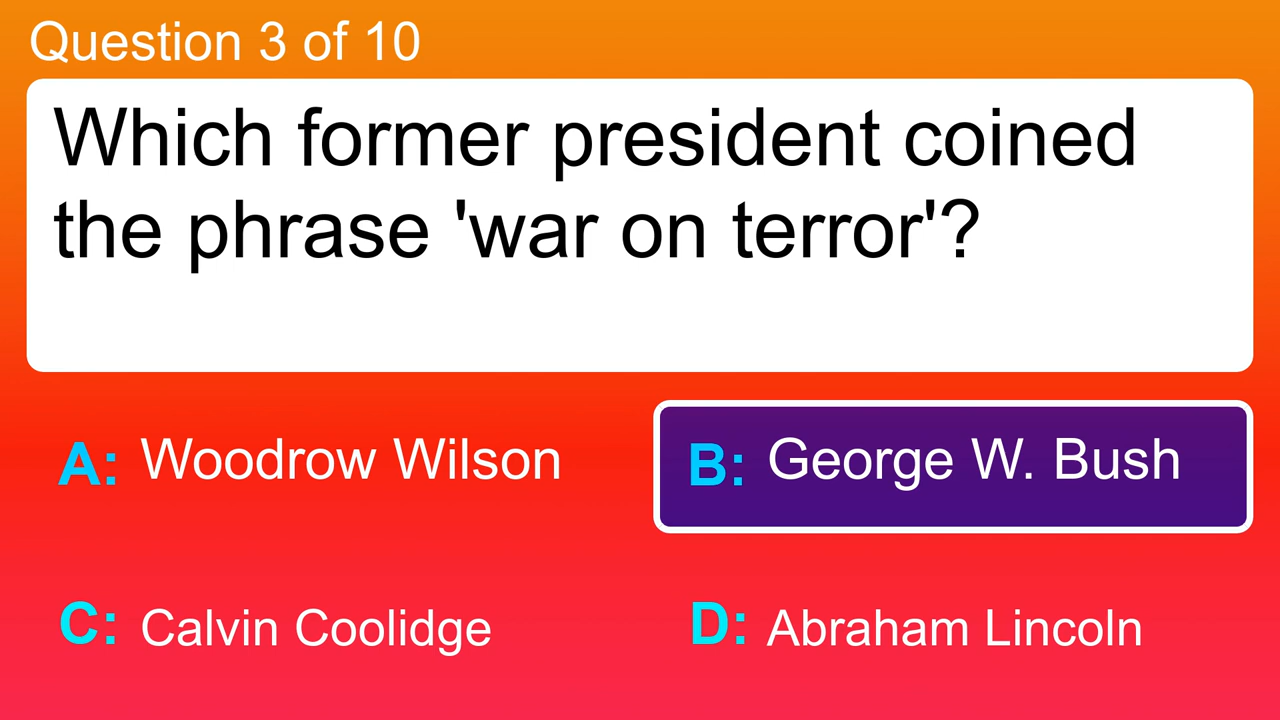 Question 3 of 10
Which former president coined
the phrase 'war on terror'?
A: Woodrow Wilson
B: George W. Bush
C: Calvin Coolidge
D: Abraham Lincoln